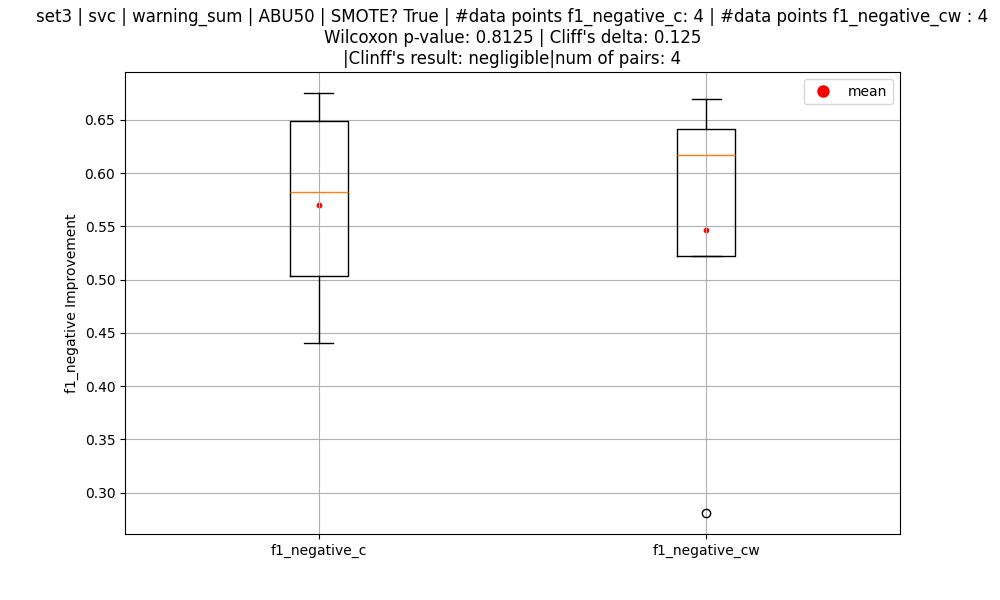 set3 | svc | warning_sum | ABU50 | SMOTE? True | #data points f1_negative_c: 4 | #data points f1_negative_cw : 4
Wilcoxon p-value: 0.8125 | Cliff's delta: 0.125
|Clinff's result: negligible|num of pairs: 4
mean
f1_negative Improvement
0.65
0.60
0.55
0.50
0.45
0.40
0.35
0.30
f1_negative_c
f1_negative_cw